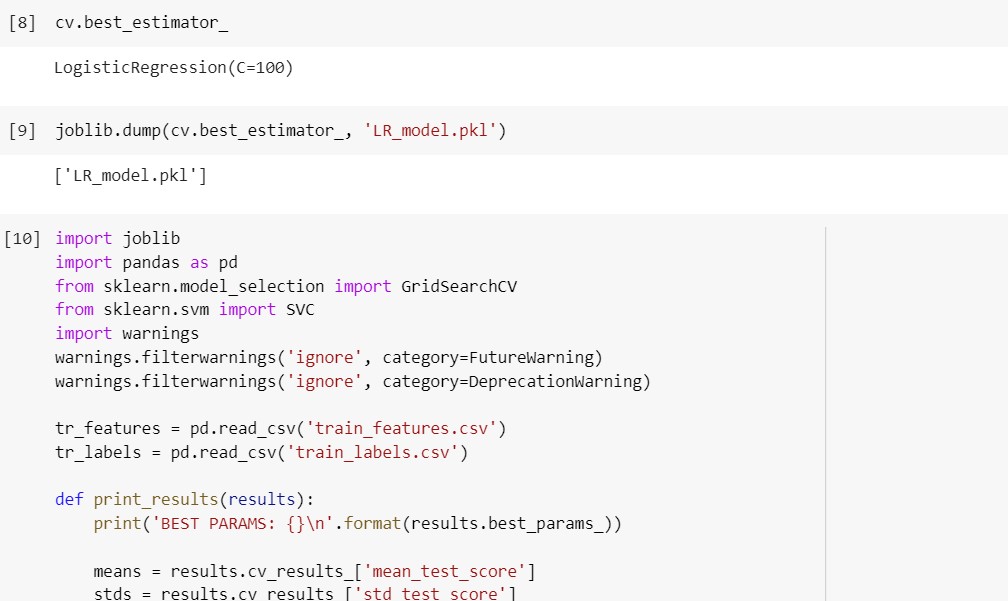 [8] cv.best_estimator_
LogisticRegression(C=100)
[9] joblib.dump(cv.best_estimator_, 'LR_model.pkl')
['LR_model.pkl']
[10] import joblib
import pandas as pd
from sklearn.model_selection import GridSearchCV
from sklearn.svm import SVC
import warnings
warnings.filterwarnings('ignore', category=FutureWarning)
warnings.filterwarnings('ignore', category=DeprecationWarning)
tr_features = pd.read_csv('train_features.csv')
tr_labels = pd.read_csv('train_labels.csv')
def print_results(results):
print('BEST PARAMS: {}\n'.format(results.best_params_))
means = results.cv_results_['mean_test_score']
stds = results.cv_results_['std_test_score']